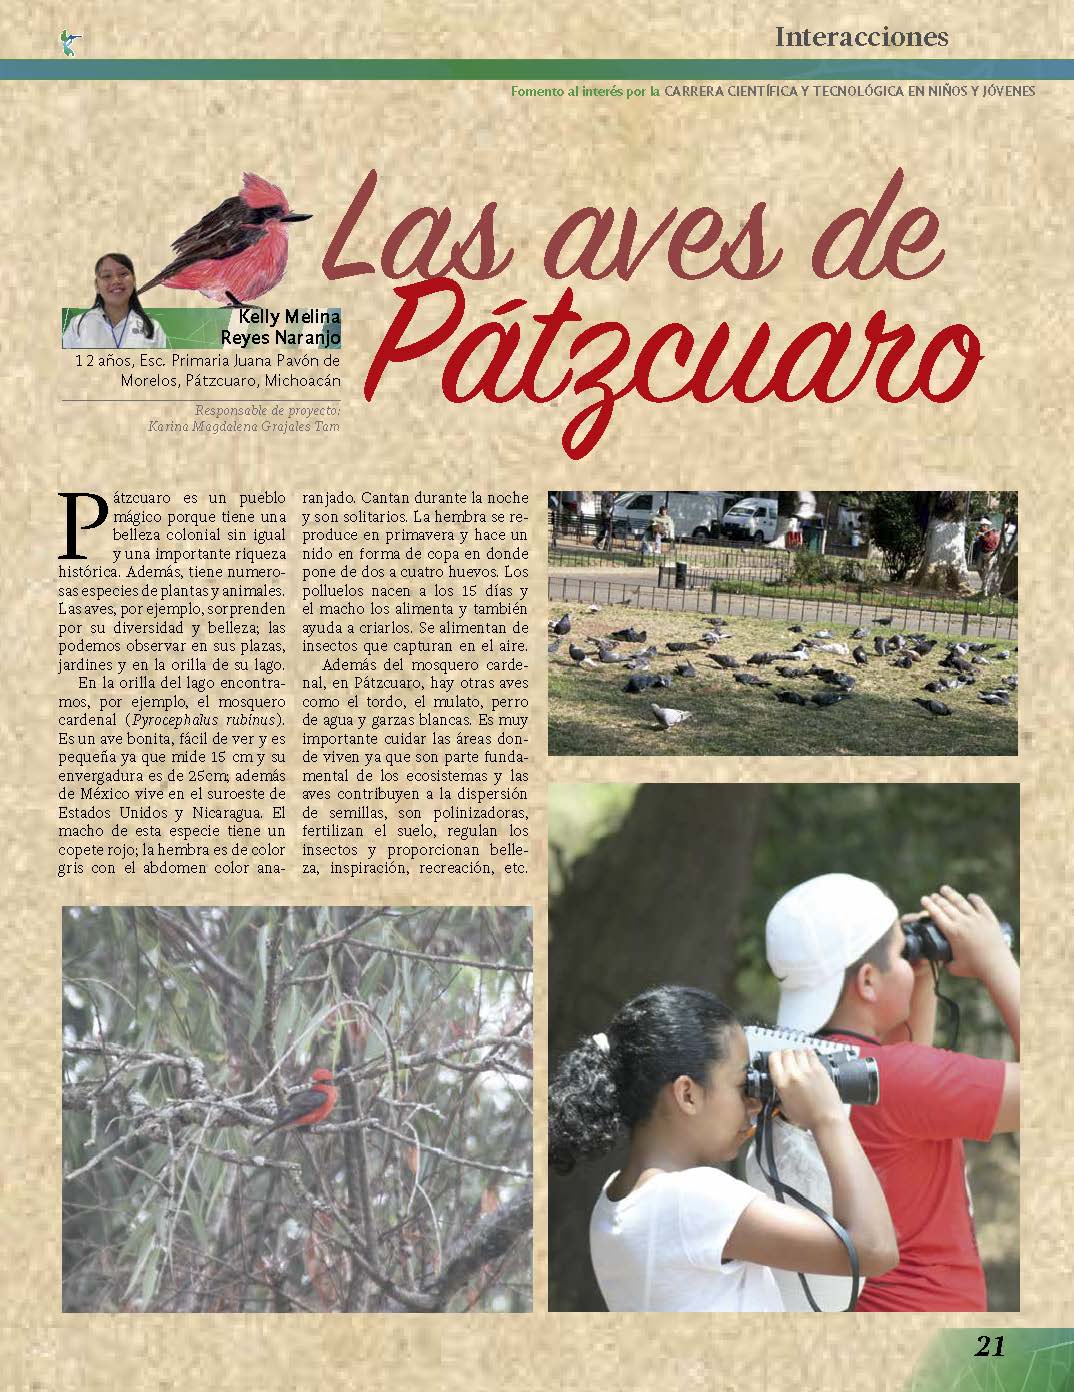 Interacciones
Fomento al interés por la CARRERA CIENTÍFICA Y TECNOLÓGICA EN NIÑOS Y JÓVENES
Las aves de
Pátzcuaro
Kelly Melina
Reyes Naranjo
12 años, Esc. Primaria Juana Pavón de
Morelos, Pátzcuaro, Michoacán
Responsable de proyecto:
Karina Magdalena Grajales Tam
Pátzcuaro es un pueblo
mágico porque tiene una
belleza colonial sin igual
y una importante riqueza
histórica. Además, tiene numero-
sas especies de plantas y animales.
Las aves, por ejemplo, sorprenden
por su diversidad y belleza; las
podemos observar en sus plazas,
jardines y en la orilla de su lago.
En la orilla del lago encontra-
mos, por ejemplo, el mosquero
cardenal (Pyrocephalus rubinus).
Es un ave bonita, fácil de ver y es
pequeña ya que mide 15 cm y su
envergadura es de 25cm; además
de México vive en el suroeste de
Estados Unidos y Nicaragua. El
macho de esta especie tiene un
copete rojo; la hembra es de color
gris con el abdomen color ana-
ranjado. Cantan durante la noche
y son solitarios. La hembra se re-
produce en primavera y hace un
nido en forma de copa en donde
pone de dos a cuatro huevos. Los
polluelos nacen a los 15 días y
el macho los alimenta y también
ayuda a criarlos. Se alimentan de
insectos que capturan en el aire.
Además del mosquero carde-
nal, en Pátzcuaro, hay otras aves
como el tordo, el mulato, perro
de agua y garzas blancas. Es muy
importante cuidar las áreas don-
de viven ya que son parte funda-
mental de los ecosistemas y las
aves contribuyen a la dispersión
de semillas, son polinizadoras,
fertilizan el suelo, regulan los
insectos y proporcionan belle-
za, inspiración, recreación, etc.
21